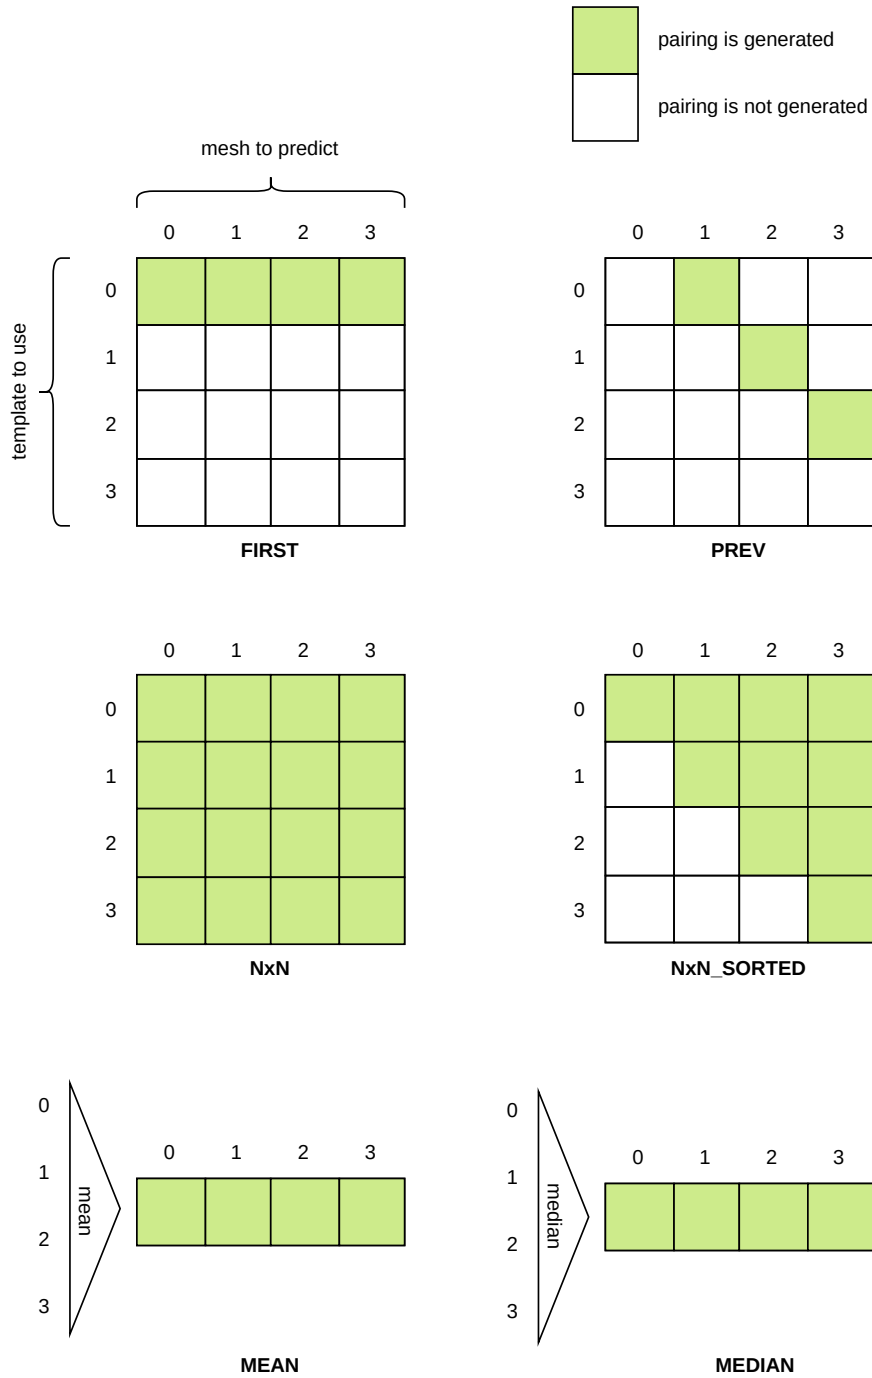 pairing is generated
pairing is not generated
mesh to predict
0 1 2 3
template to use
0
1
2
3
FIRST
0 1 2 3
0
1
2
3
PREV
0 1 2 3
0
1
2
3
NxN
0 1 2 3
0
1
2
3
NxN_SORTED
0
1
2
3
mean
0 1 2 3
MEAN
0
1
2
3
median
0 1 2 3
MEDIAN